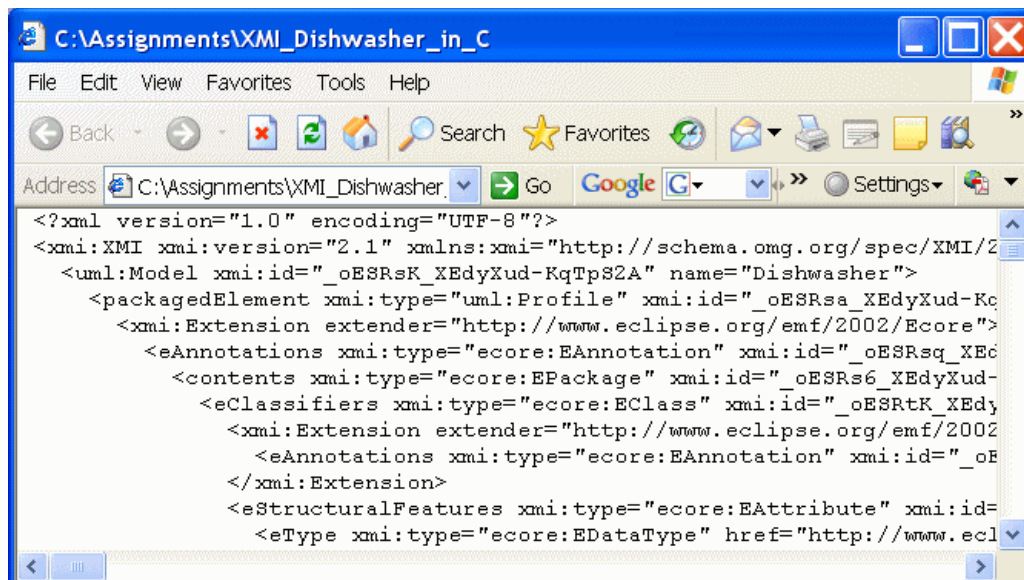 C:\Assignments\XMI_Dishwasher_in_C
File Edit View Favorites Tools Help
Back Search Favorites »
Address C:\Assignments\XMI_Dishwasher_ Go Google G » Settings
<?xml version="1.0" encoding="UTF-8"?>
<xmi:XMI xmi:version="2.1" xmlns:xmi="http://schema.omg.org/spec/XMI/2
<uml:Model xmi:id="_oESRsK_XEdyXud-KqTpS2A" name="Dishwasher">
<packagedElement xmi:type="uml:Profile" xmi:id="_oESRsa_XEdyXud-Kq
<xmi:Extension extender="http://www.eclipse.org/emf/2002/Ecore">
<eAnnotations xmi:type="ecore:EAnnotation" xmi:id="_oESRsq_XEd
<contents xmi:type="ecore:EPackage" xmi:id="_oESRs6_XEdyXud-
<eClassifiers xmi:type="ecore:EClass" xmi:id="_oESRtK_XEdy
<xmi:Extension extender="http://www.eclipse.org/emf/2002
<eAnnotations xmi:type="ecore:EAnnotation" xmi:id="_oE
</xmi:Extension>
<eStructuralFeatures xmi:type="ecore:EAttribute" xmi:id=
<eType xmi:type="ecore:EDataType" href="http://www.ecl